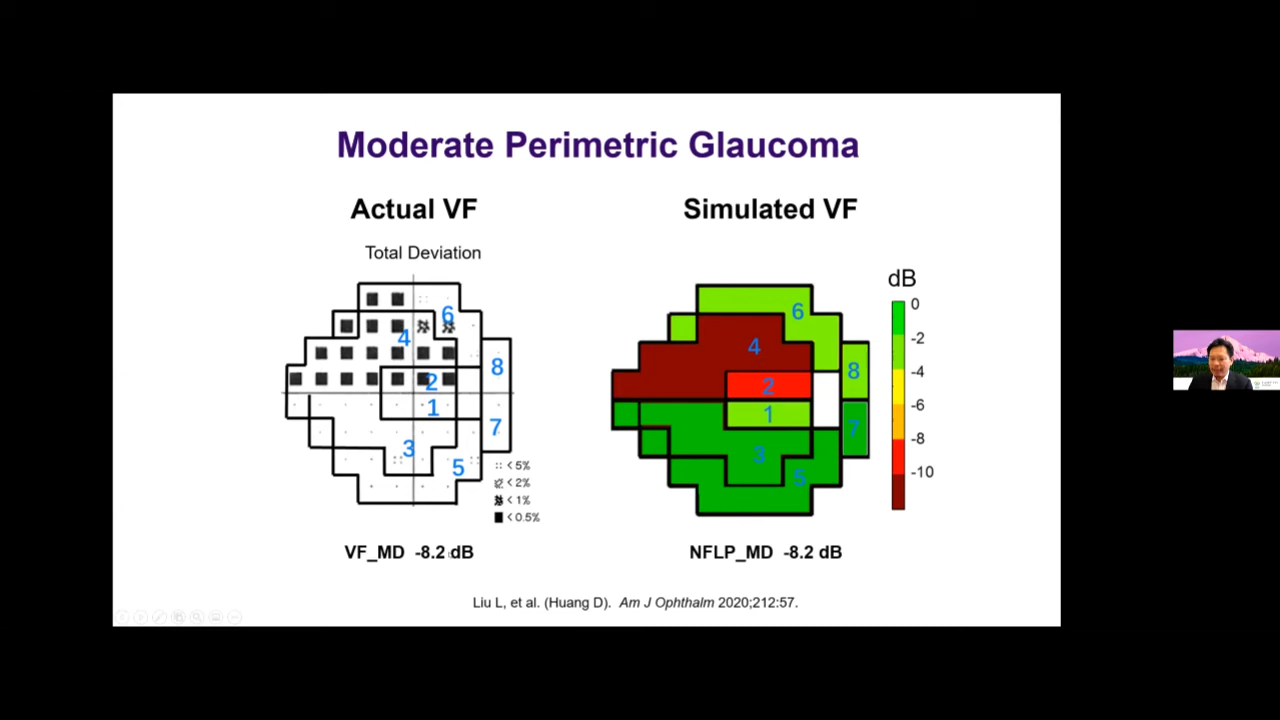 Moderate Perimetric Glaucoma
Actual VF
Simulated VF
Total Deviation
6
4
8
2
1
7
3
5
:: < 5%
< 2%
< 1%
■ < 0.5%
dB
0
-2
-4
-6
-8
-10
6
4
8
2
1
7
3
5
VF_MD -8.2 dB
NFLP_MD -8.2 dB
Liu L, et al. (Huang D). Am J Ophthalm 2020;212:57.